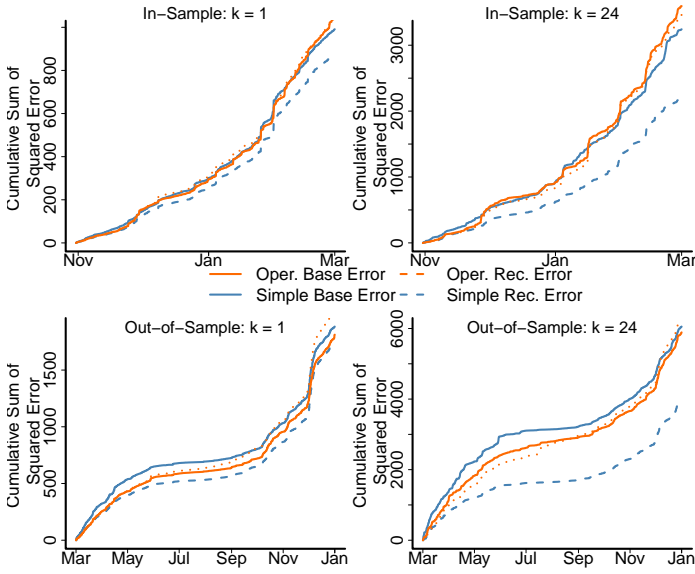 In−Sample: k = 1
In−Sample: k = 24
Cumulative Sum of
Squared Error
0
200
400
600
800
Nov
Jan
Mar
Cumulative Sum of
Squared Error
0
1000
2000
3000
Nov
Jan
Mar
Oper. Base Error
Oper. Rec. Error
Simple Base Error
Simple Rec. Error
Out−of−Sample: k = 1
Out−of−Sample: k = 24
Cumulative Sum of
Squared Error
0
500
1000
1500
Mar
May
Jul
Sep
Nov
Jan
Cumulative Sum of
Squared Error
0
2000
4000
6000
Mar
May
Jul
Sep
Nov
Jan